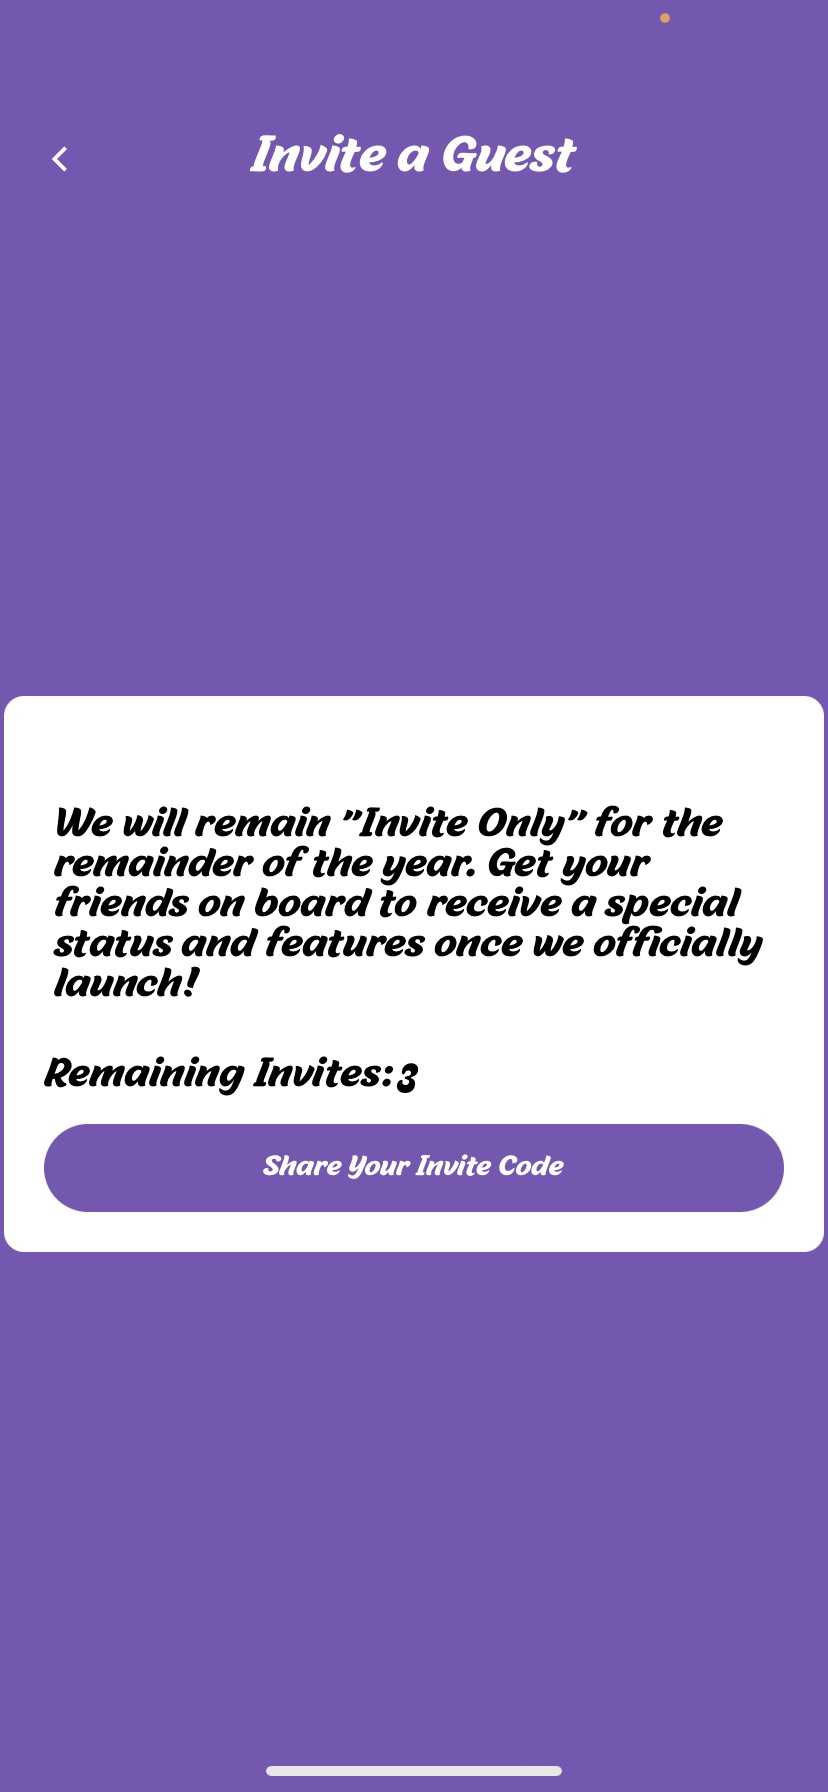 Invite a Guest
We will remain "Invite Only" for the
remainder of the year. Get your
friends on board to receive a special
status and features once we officially
launch!
Remaining Invites: 3
Share Your Invite Code